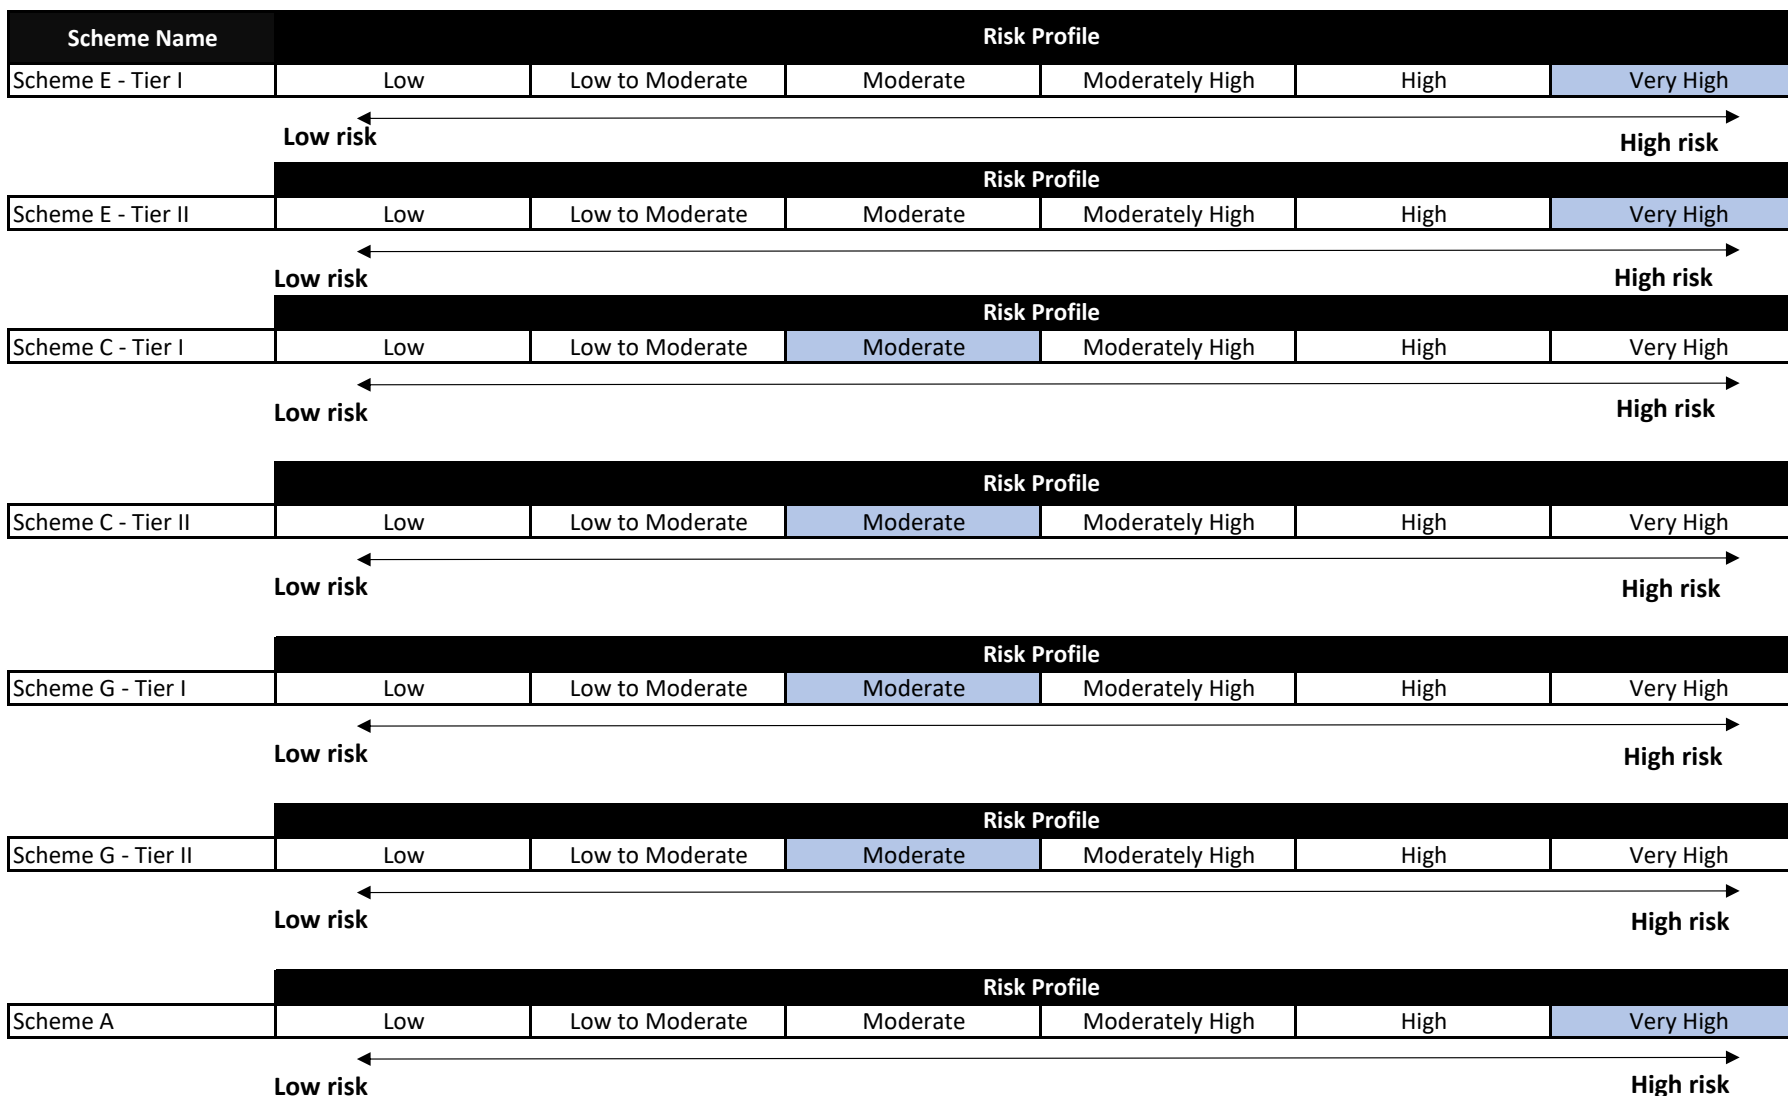 Scheme Name Risk Profile
Scheme E - Tier I Low Low to Moderate Moderate Moderately High High Very High
Low risk High risk
Risk Profile
Scheme E - Tier II Low Low to Moderate Moderate Moderately High High Very High
Low risk High risk
Risk Profile
Scheme C - Tier I Low Low to Moderate Moderate Moderately High High Very High
Low risk High risk
Risk Profile
Scheme C - Tier II Low Low to Moderate Moderate Moderately High High Very High
Low risk High risk
Risk Profile
Scheme G - Tier I Low Low to Moderate Moderate Moderately High High Very High
Low risk High risk
Risk Profile
Scheme G - Tier II Low Low to Moderate Moderate Moderately High High Very High
Low risk High risk
Risk Profile
Scheme A Low Low to Moderate Moderate Moderately High High Very High
Low risk High risk